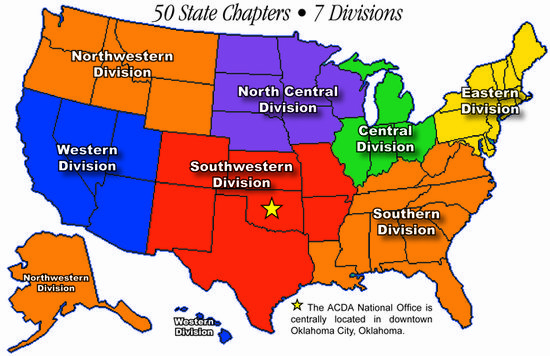 50 State Chapters • 7 Divisions
Northwestern
Division
North Central
Division
Eastern
Division
Central
Division
Western
Division
Southwestern
Division
Southern
Division
Northwestern
Division
Western
Division
The ACDA National Office is
centrally located in downtown
Oklahoma City, Oklahoma.